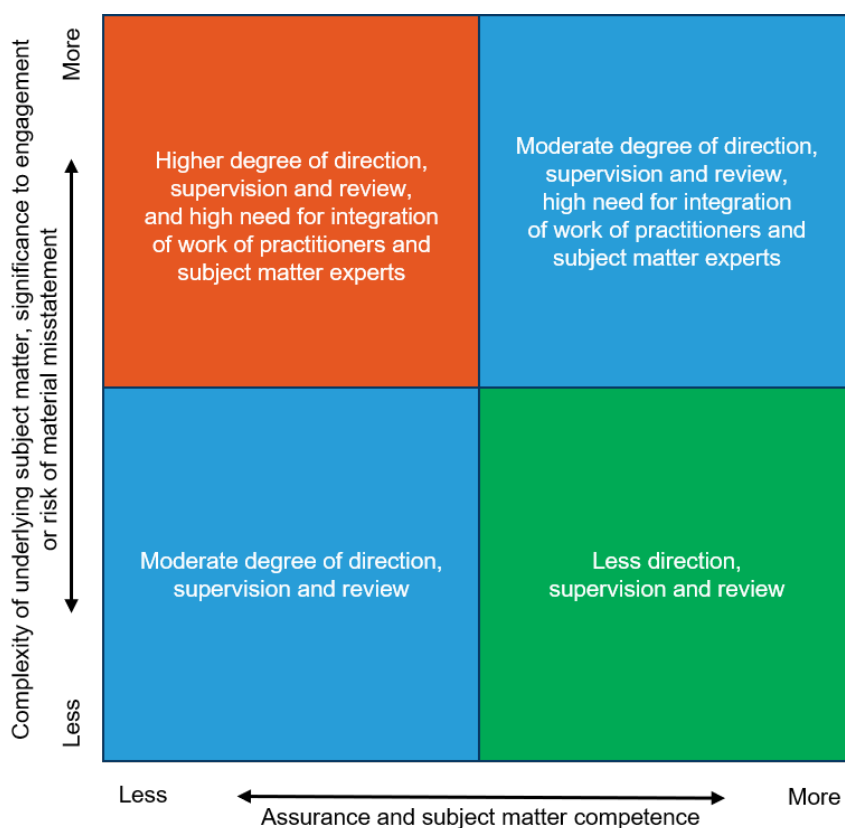 More
Complexity of underlying subject matter, significance to engagement
or risk of material misstatement
Less
Higher degree of direction,
supervision and review,
and high need for integration
of work of practitioners and
subject matter experts
Moderate degree of direction,
supervision and review,
high need for integration
of work of practitioners and
subject matter experts
Moderate degree of direction,
supervision and review
Less direction,
supervision and review
Less
More
Assurance and subject matter competence